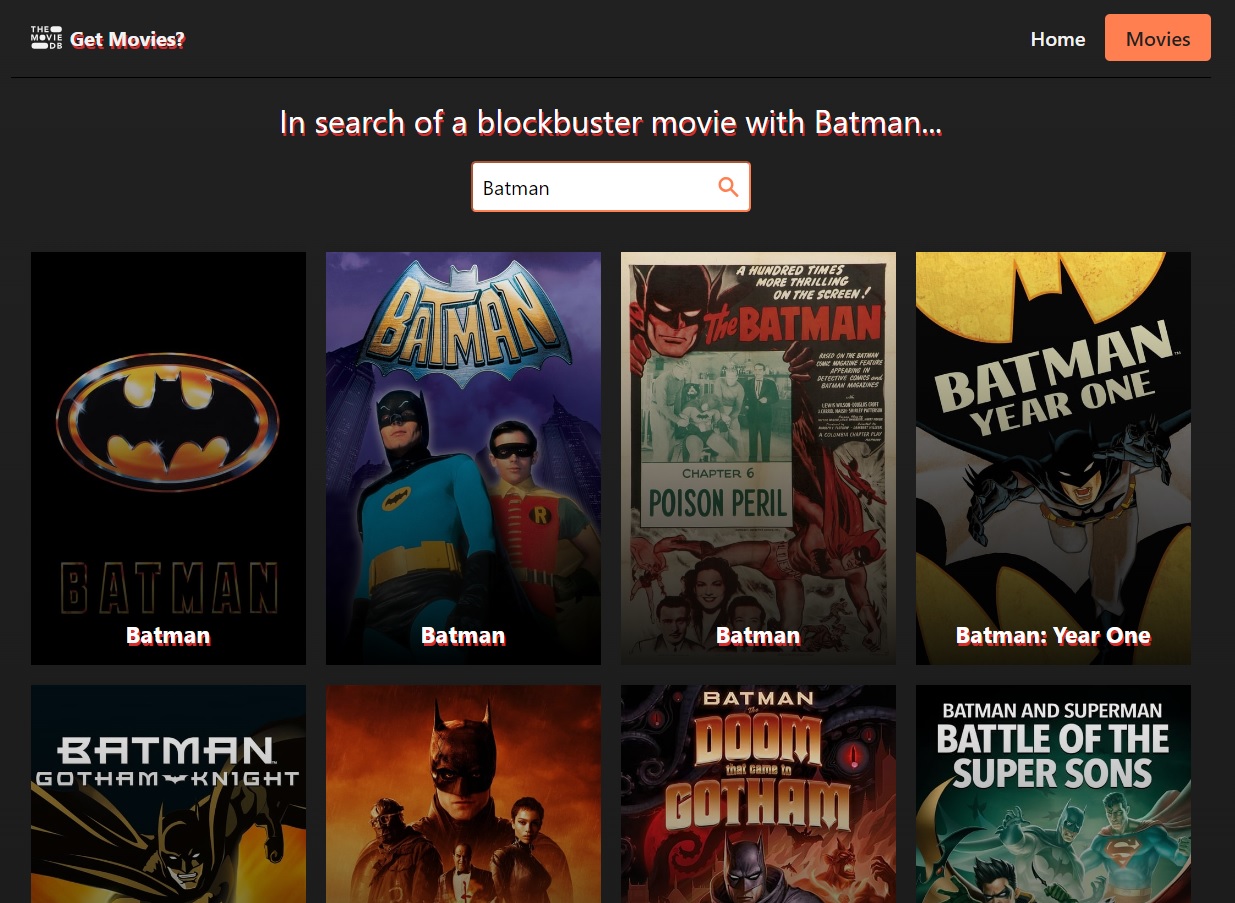 THE
MOVIE
DB
Get Movies?
Home
Movies
In search of a blockbuster movie with Batman...
Batman
BATMAN
Batman
BATMAN
R
Batman
A HUNDRED TIMES
MORE THRILLING
ON THE SCREEN!
The BATMAN
BASED ON THE BATMAN
COMIC MAGAZINE FEATURE
APPEARING IN
DETECTIVE COMICS and
BATMAN MAGAZINES
CHAPTER 6
POISON PERIL
Batman
BATMAN
YEAR ONE
Batman: Year One
BATMAN
GOTHAM KNIGHT
BATMAN
The
DOOM
that came to
GOTHAM
BATMAN AND SUPERMAN
BATTLE OF THE
SUPER SONS